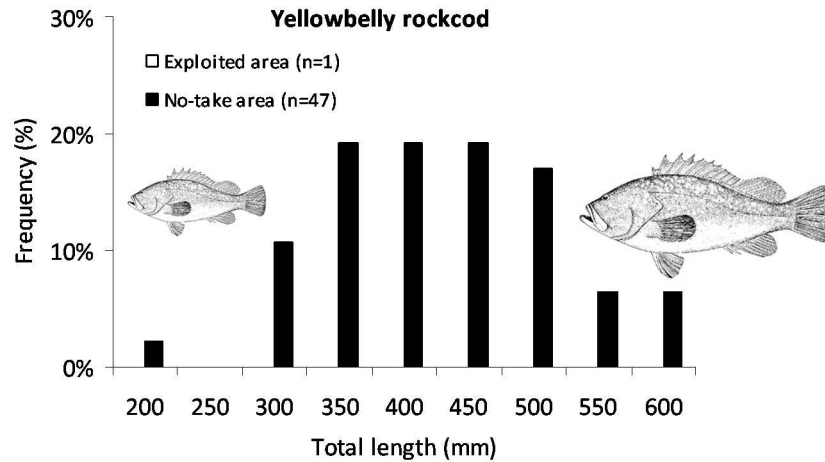 Yellowbelly rockcod
30%
Exploited area (n=1)
No-take area (n=47)
20%
10%
0%
Frequency (%)
200 250 300 350 400 450 500 550 600
Total length (mm)